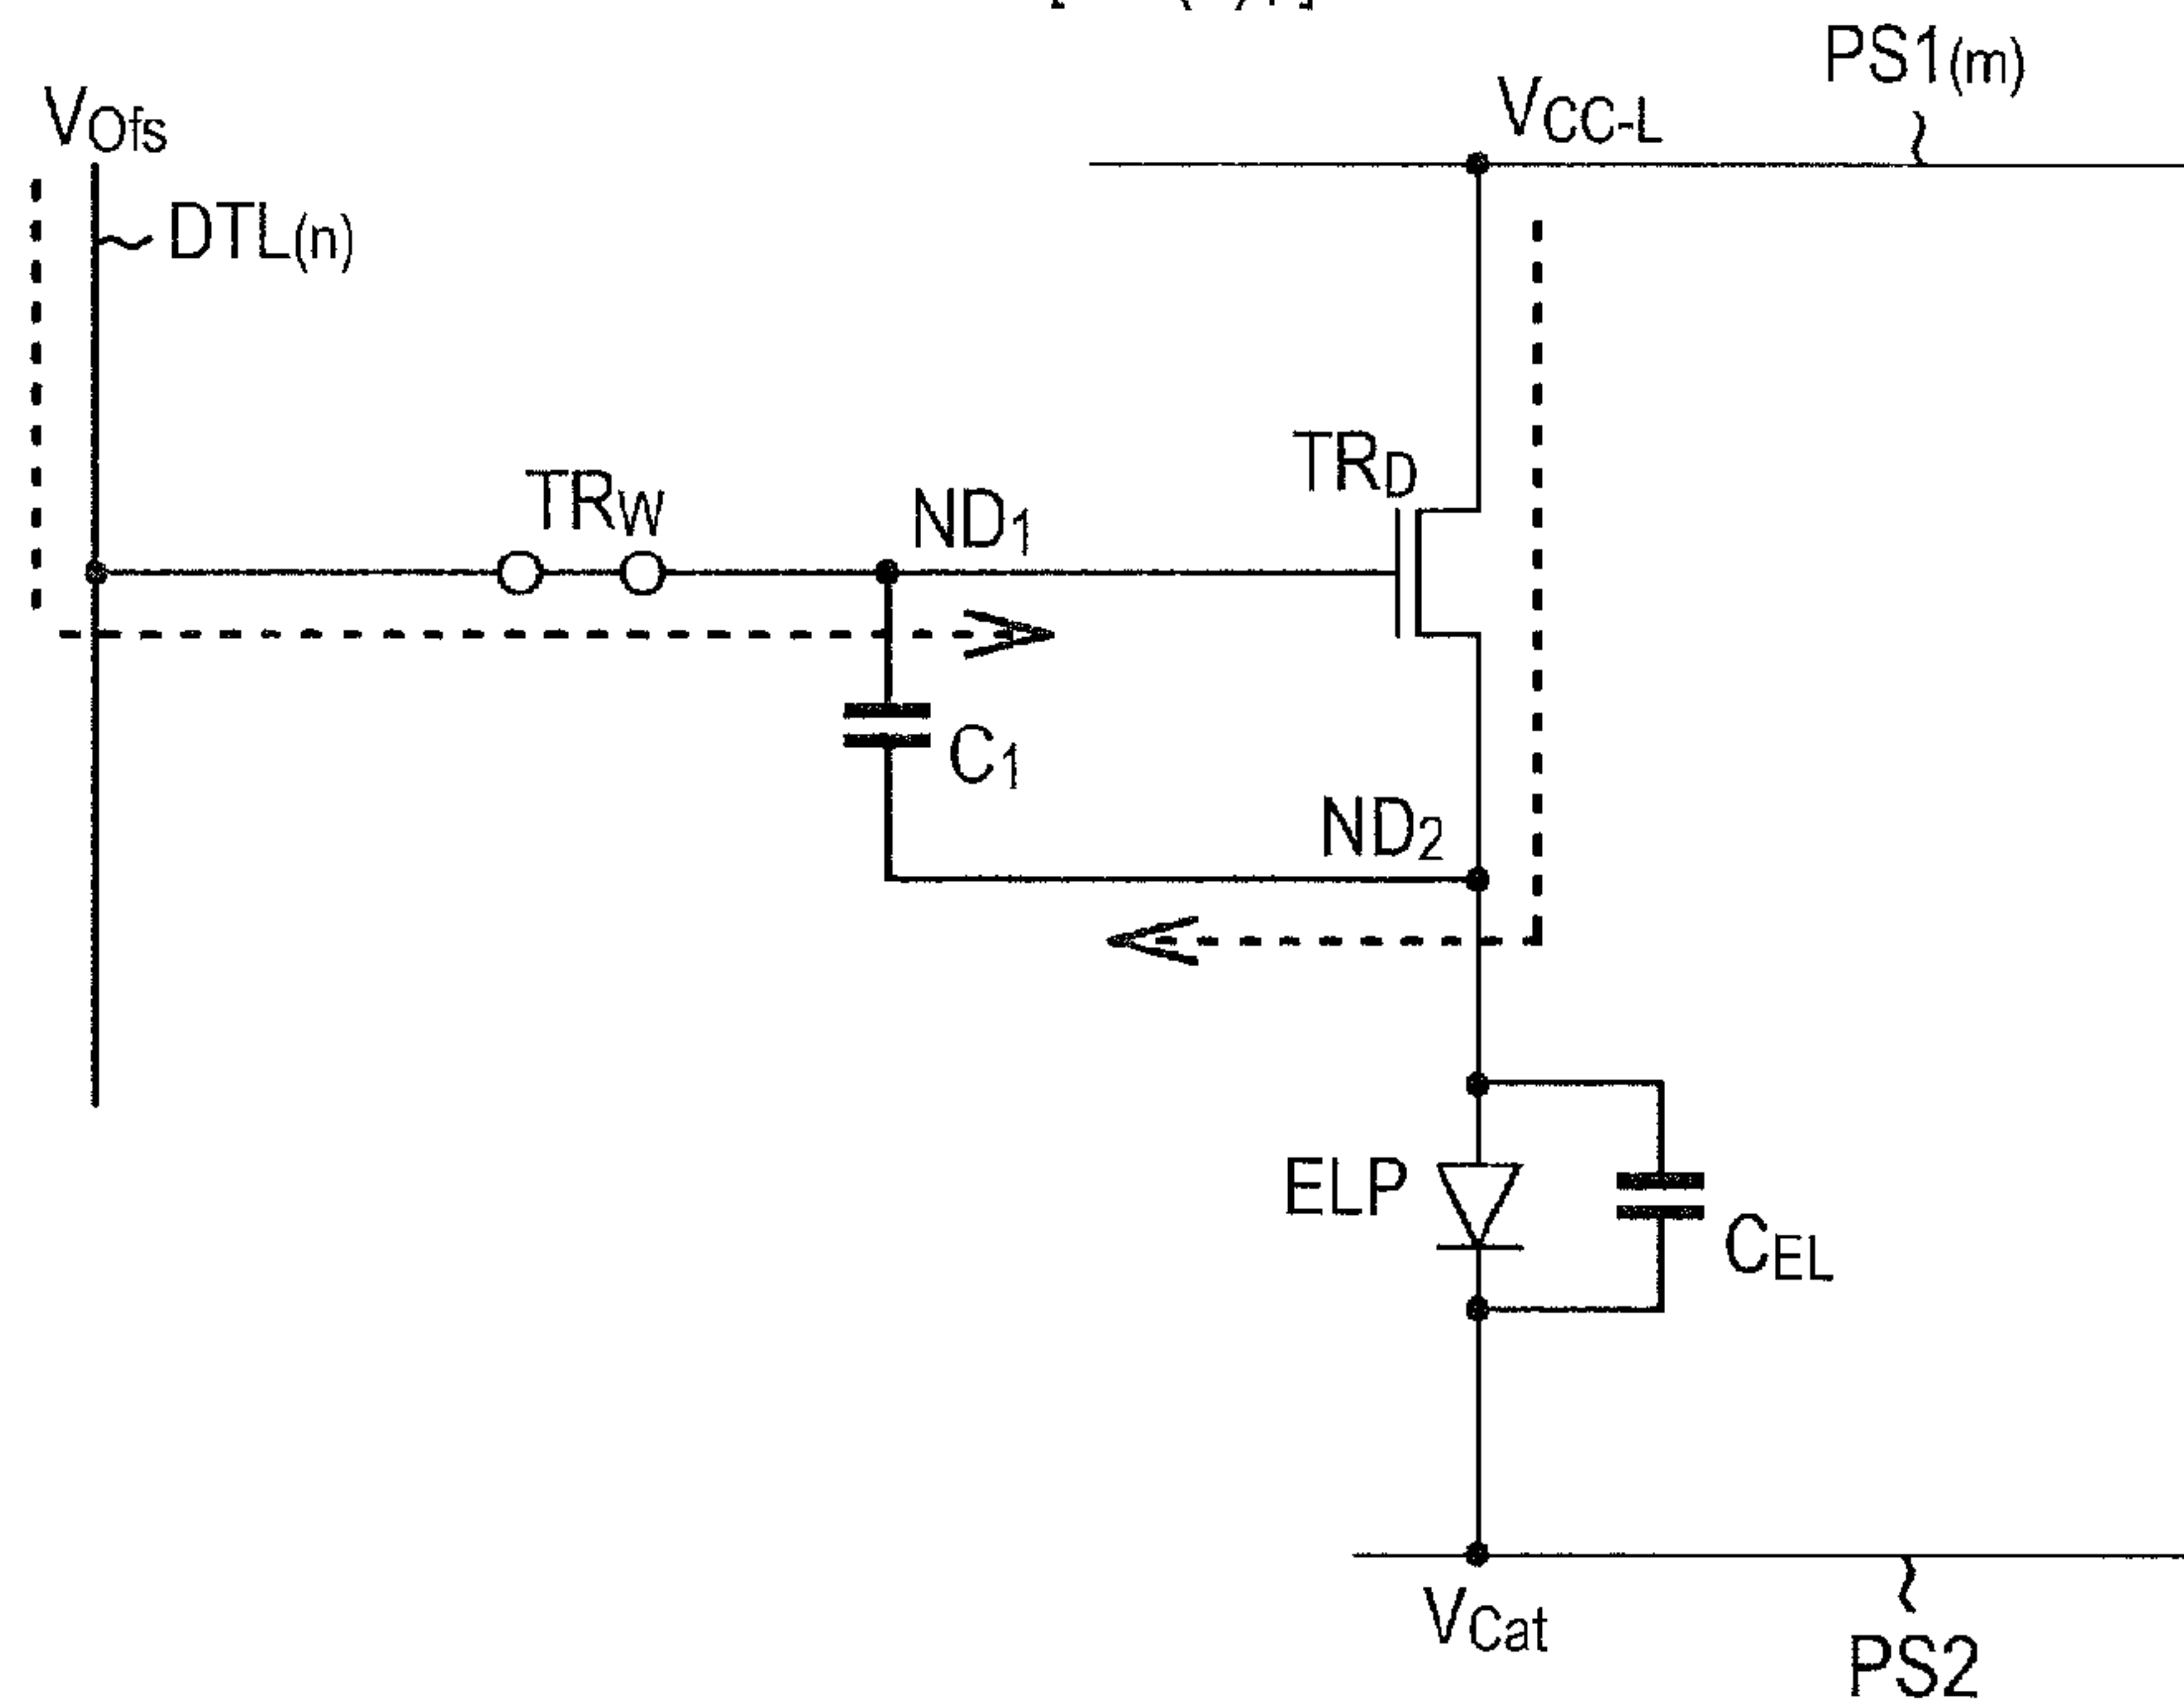 PS1(m)
VOfs
VCC-L
DTL(n)
TRD
TRW
ND1
C1
ND2
ELP
CEL
VCat
PS2